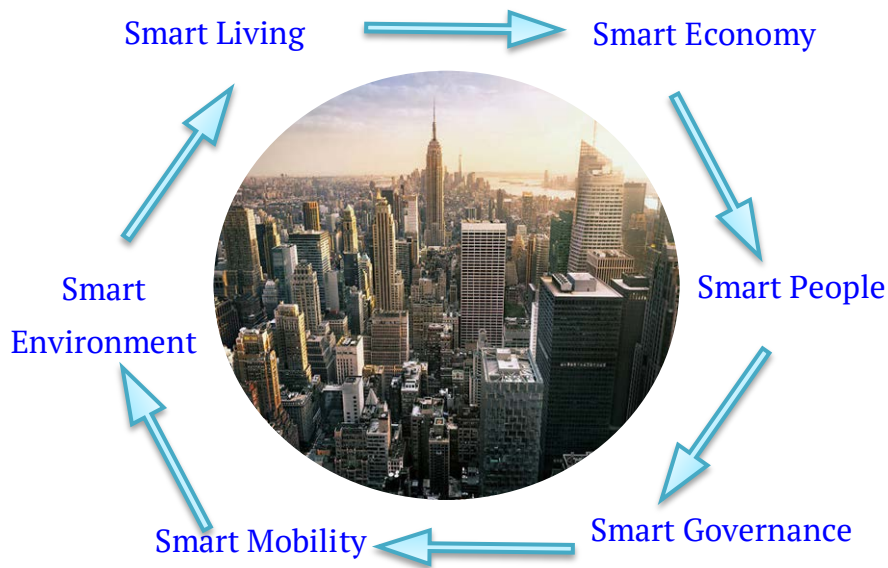 Smart Living
Smart Economy
Smart People
Smart Governance
Smart Mobility
Smart
Environment